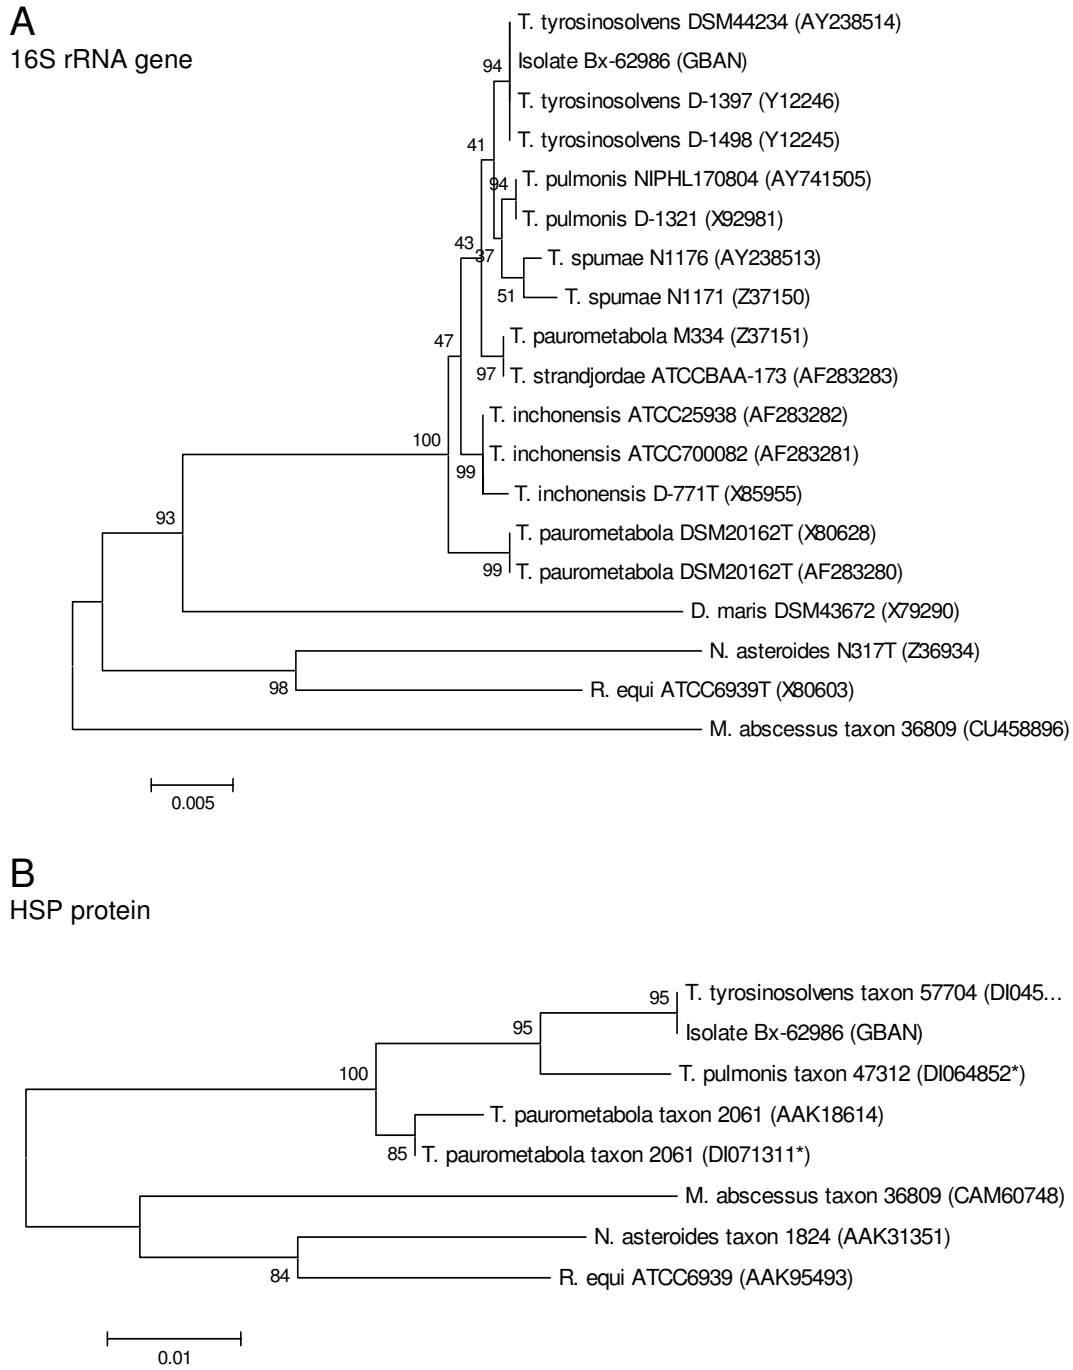 A
16S rRNA gene
T. tyrosinosolvens DSM44234 (AY238514)
94
Isolate Bx-62986 (GBAN)
T. tyrosinosolvens D-1397 (Y12246)
T. tyrosinosolvens D-1498 (Y12245)
41
94
T. pulmonis NIPHL170804 (AY741505)
T. pulmonis D-1321 (X92981)
43
37
T. spumae N1176 (AY238513)
51
T. spumae N1171 (Z37150)
T. paurometabola M334 (Z37151)
47
97
T. strandjordae ATCCBAA-173 (AF283283)
T. inchonensis ATCC25938 (AF283282)
100
T. inchonensis ATCC700082 (AF283281)
99
T. inchonensis D-771T (X85955)
93
T. paurometabola DSM20162T (X80628)
99
T. paurometabola DSM20162T (AF283280)
D. maris DSM43672 (X79290)
N. asteroides N317T (Z36934)
98
R. equi ATCC6939T (X80603)
M. abscessus taxon 36809 (CU458896)
0.005
B
HSP protein
95
T. tyrosinosolvens taxon 57704 (DI045...
95
Isolate Bx-62986 (GBAN)
100
T. pulmonis taxon 47312 (DI064852*)
T. paurometabola taxon 2061 (AAK18614)
85
T. paurometabola taxon 2061 (DI071311*)
M. abscessus taxon 36809 (CAM60748)
N. asteroides taxon 1824 (AAK31351)
84
R. equi ATCC6939 (AAK95493)
0.01